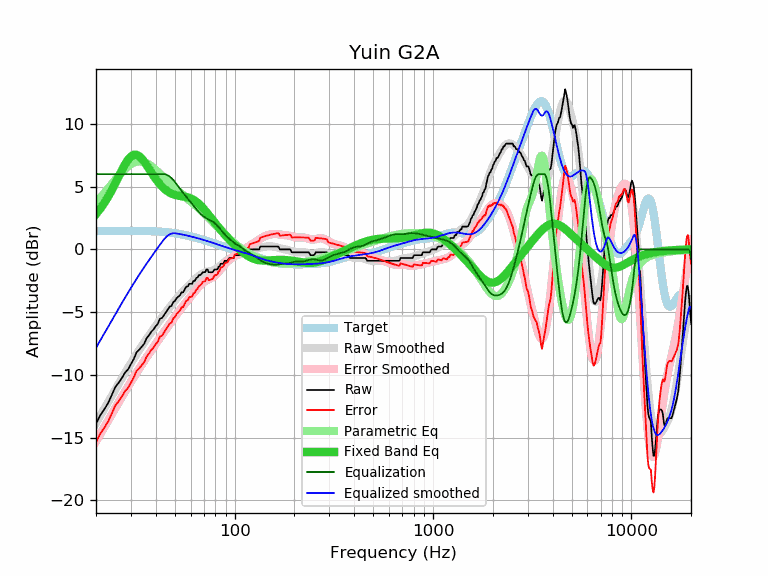 Yuin G2A
Amplitude (dBr)
10
5
0
−5
−10
−15
−20
100
1000
10000
Frequency (Hz)
Target
Raw Smoothed
Error Smoothed
Raw
Error
Parametric Eq
Fixed Band Eq
Equalization
Equalized smoothed